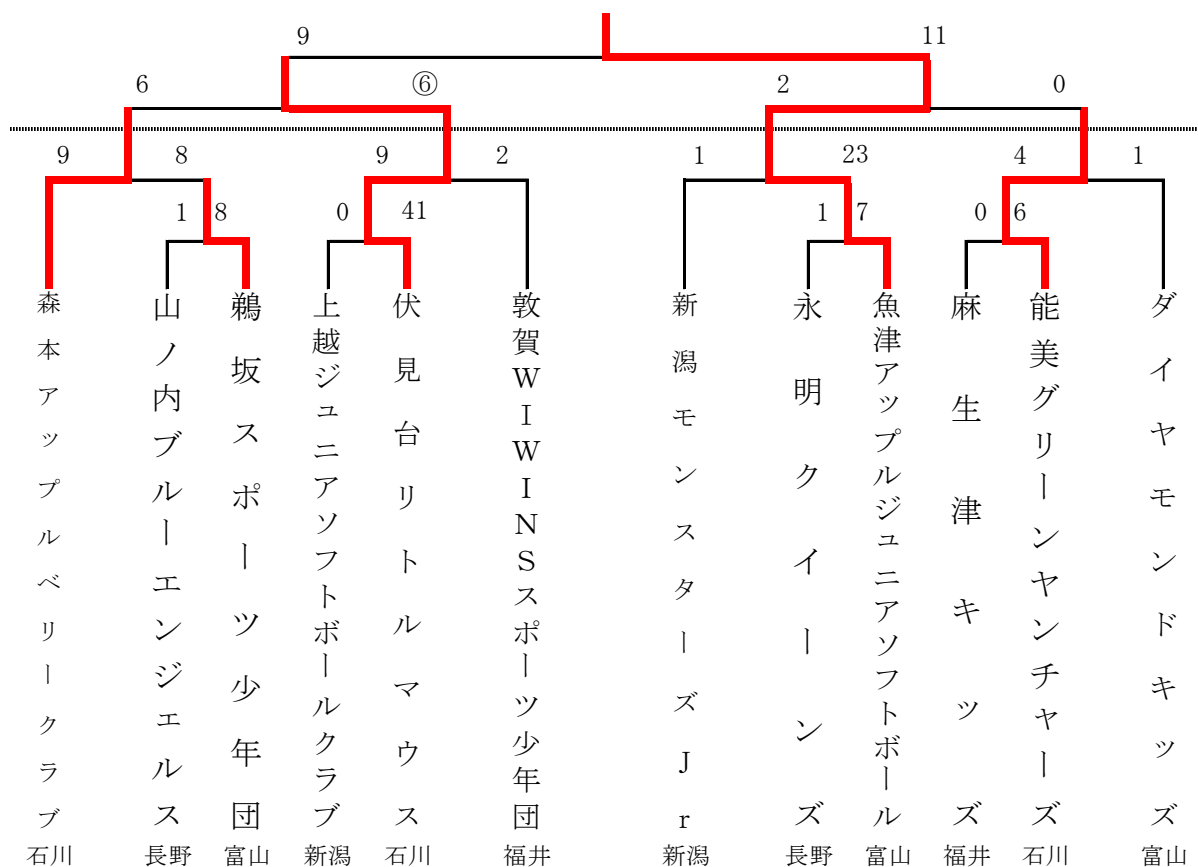 9 11
6 ⑥ 2 0
9 8 9 2 1 23 4 1
1 8 0 41 1 7 0 6
森本アップルベリークラブ
山ノ内ブルーエンジェルス
鵜坂スポーツ少年団
上越ジュニアソフトボールクラブ
伏見台リトルマウス
敦賀WIWINSスポーツ少年団
新潟モンスターズJr
永明クイーンズ
魚津アップルジュニアソフトボール
麻生津キッズ
能美グリーンヤンチャーズ
ダイヤモンドキッズ
石川 長野 富山 新潟 石川 福井 新潟 長野 富山 福井 石川 富山